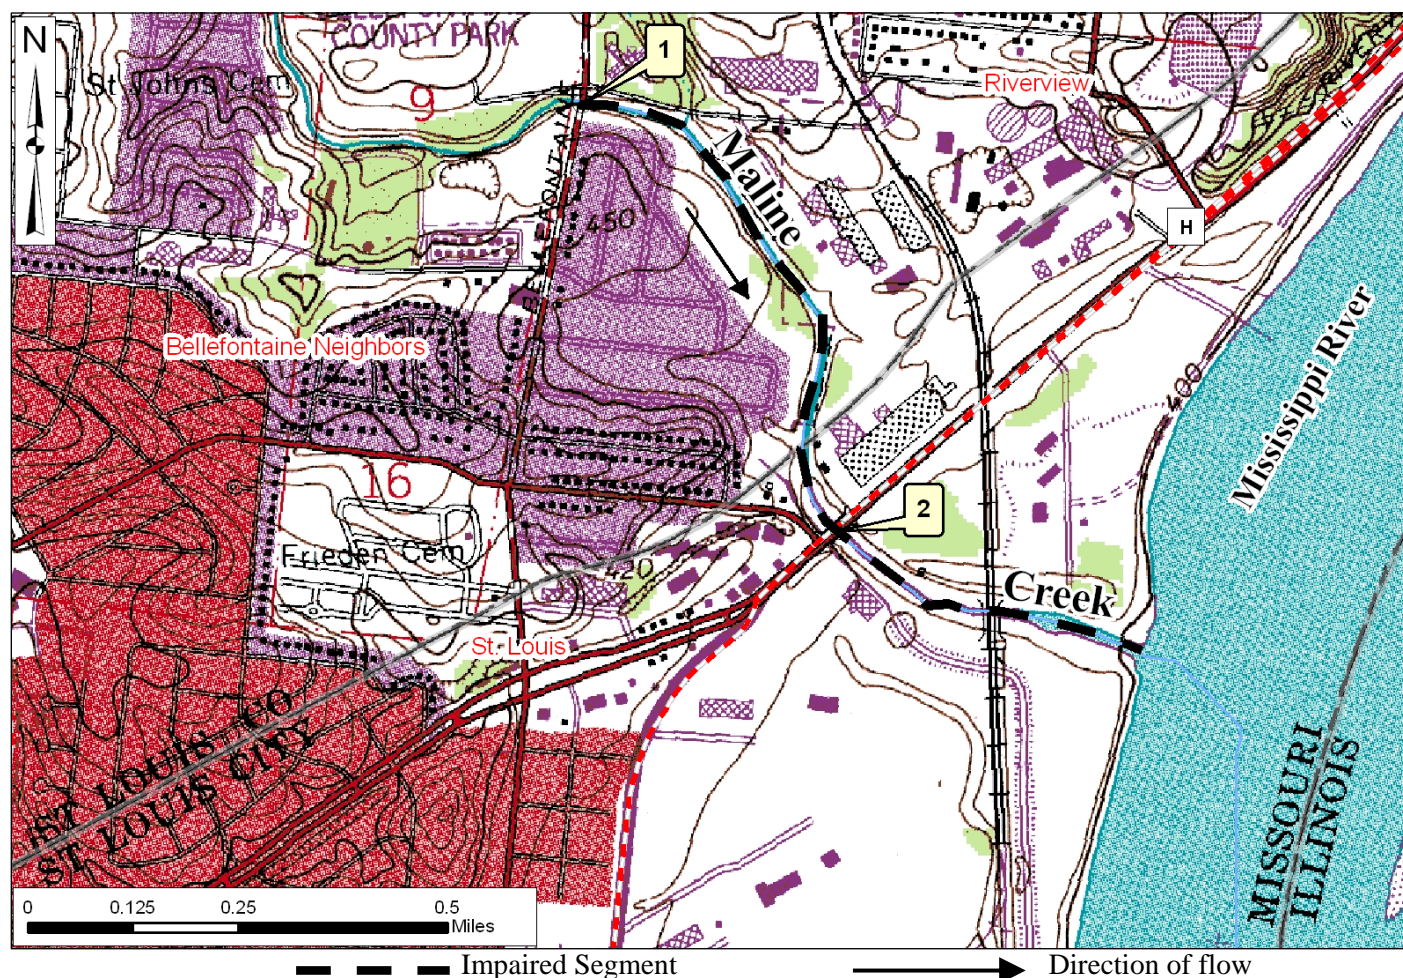 N
COUNTY PARK
St Johns Cem
9
1
Riverview
Maline
450
H
Bellefontaine Neighbors
Mississippi River
400
16
2
Frieden Cem
420
Creek
St. Louis
ST LOUIS CO
ST LOUIS CITY
MISSOURI
ILLINOIS
0 0.125 0.25 0.5
Miles
Impaired Segment
Direction of flow